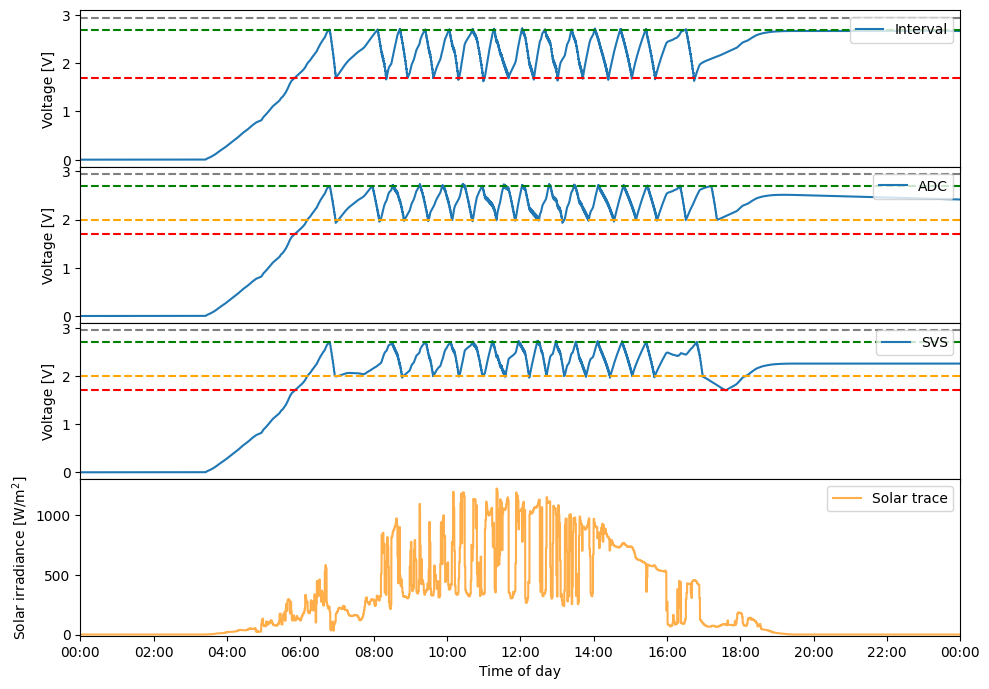 3
2
1
0
Voltage [V]
Interval
3
2
1
0
Voltage [V]
ADC
3
2
1
0
Voltage [V]
SVS
1000
500
0
Solar irradiance [W/m²]
Solar trace
00:00 02:00 04:00 06:00 08:00 10:00 12:00 14:00 16:00 18:00 20:00 22:00 00:00
Time of day